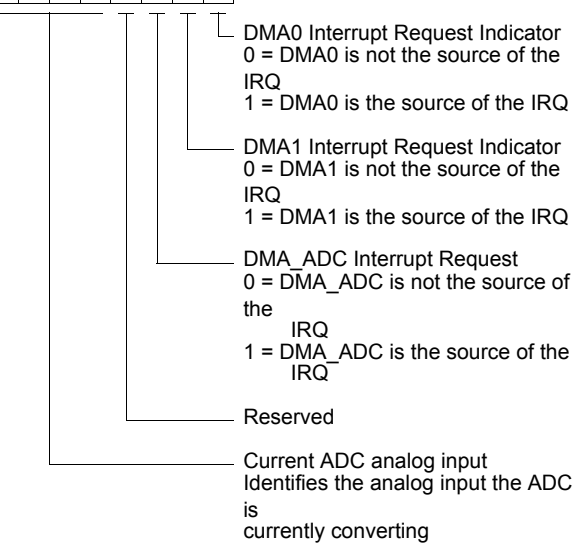 DMA0 Interrupt Request Indicator
0 = DMA0 is not the source of the
IRQ
1 = DMA0 is the source of the IRQ
DMA1 Interrupt Request Indicator
0 = DMA1 is not the source of the
IRQ
1 = DMA1 is the source of the IRQ
DMA_ADC Interrupt Request
0 = DMA_ADC is not the source of
the
IRQ
1 = DMA_ADC is the source of the
IRQ
Reserved
Current ADC analog input
Identifies the analog input the ADC
is
currently converting